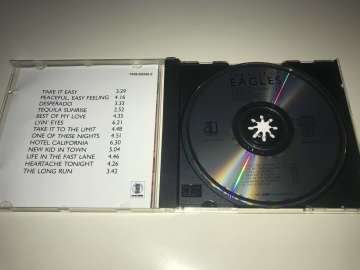 TAKE IT EASY 3.29
PEACEFUL, EASY FEELING 4.16
DESPERADO 3.33
TEQUILA SUNRISE 2.52
BEST OF MY LOVE 4.35
LYIN' EYES 6.21
TAKE IT TO THE LIMIT 4.48
ONE OF THESE NIGHTS 4.51
HOTEL CALIFORNIA 6.30
NEW KID IN TOWN 5.04
LIFE IN THE FAST LANE 4.46
HEARTACHE TONIGHT 4.26
THE LONG RUN 3.42
EAGLES